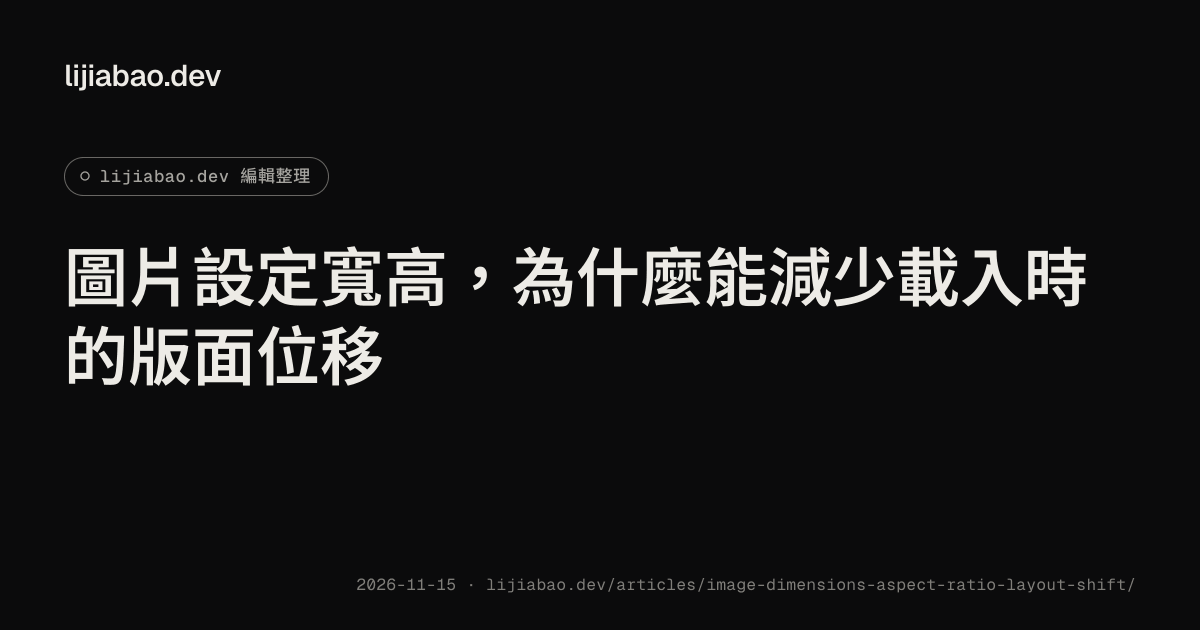 lijiabao.dev
lijiabao.dev 編輯整理
圖片設定寬高，為什麼能減少載入時
的版面位移
2026-11-15 · lijiabao.dev/articles/image-dimensions-aspect-ratio-layout-shift/